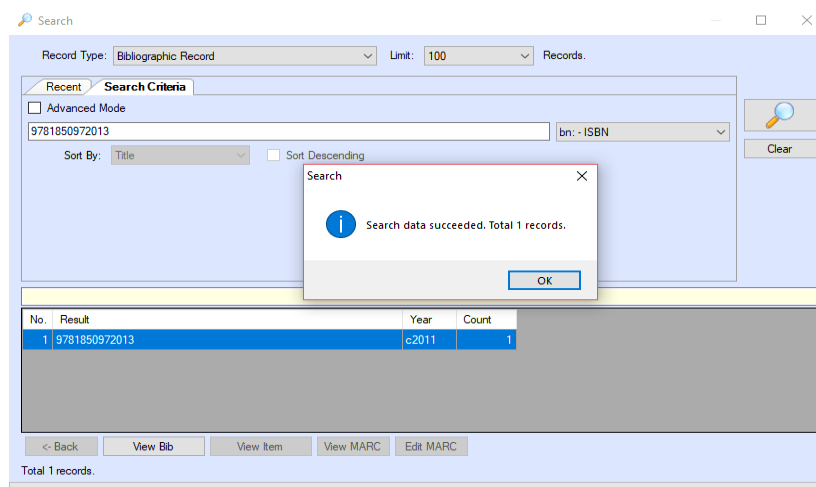 Search
Record Type: Bibliographic Record Limit: 100 Records.
Recent Search Criteria
Advanced Mode
9781850972013 bn: - ISBN
Sort By: Title Sort Descending
Clear
Search
Search data succeeded. Total 1 records.
OK
No. Result Year Count
1 9781850972013 c2011 1
<- Back View Bib View Item View MARC Edit MARC
Total 1 records.